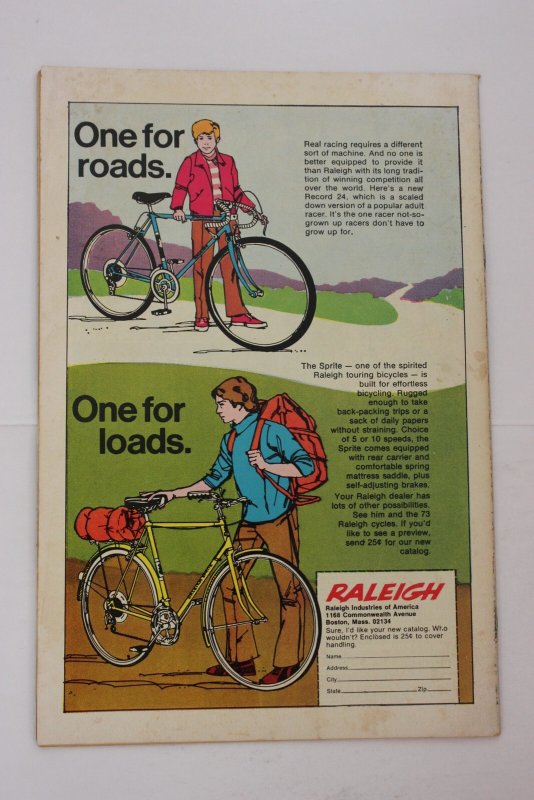 One for
roads.
Real racing requires a different
sort of machine. And no one is
better equipped to provide it
than Raleigh with its long tradi-
tion of winning competition all
over the world. Here's a new
Record 24, which is a scaled
down version of a popular adult
racer. It's the one racer not-so-
grown up racers don't have to
grow up for.
The Sprite — one of the spirited
Raleigh touring bicycles — is
built for effortless
bicycling. Rugged
enough to take
back-packing trips or a
sack of daily papers
without straining. Choice
of 5 or 10 speeds, the
Sprite comes equipped
with rear carrier and
comfortable spring
mattress saddle, plus
self-adjusting brakes.
Your Raleigh dealer has
lots of other possibilities.
See him and the 73
Raleigh cycles. If you'd
like to see a preview,
send 25¢ for our new
catalog.
One for
loads.
RALEIGH
Raleigh Industries of America
1168 Commonwealth Avenue
Boston, Mass. 02134
Sure, I'd like your new catalog. Who
wouldn't? Enclosed is 25¢ to cover
handling.
Name
Address
City
State Zip